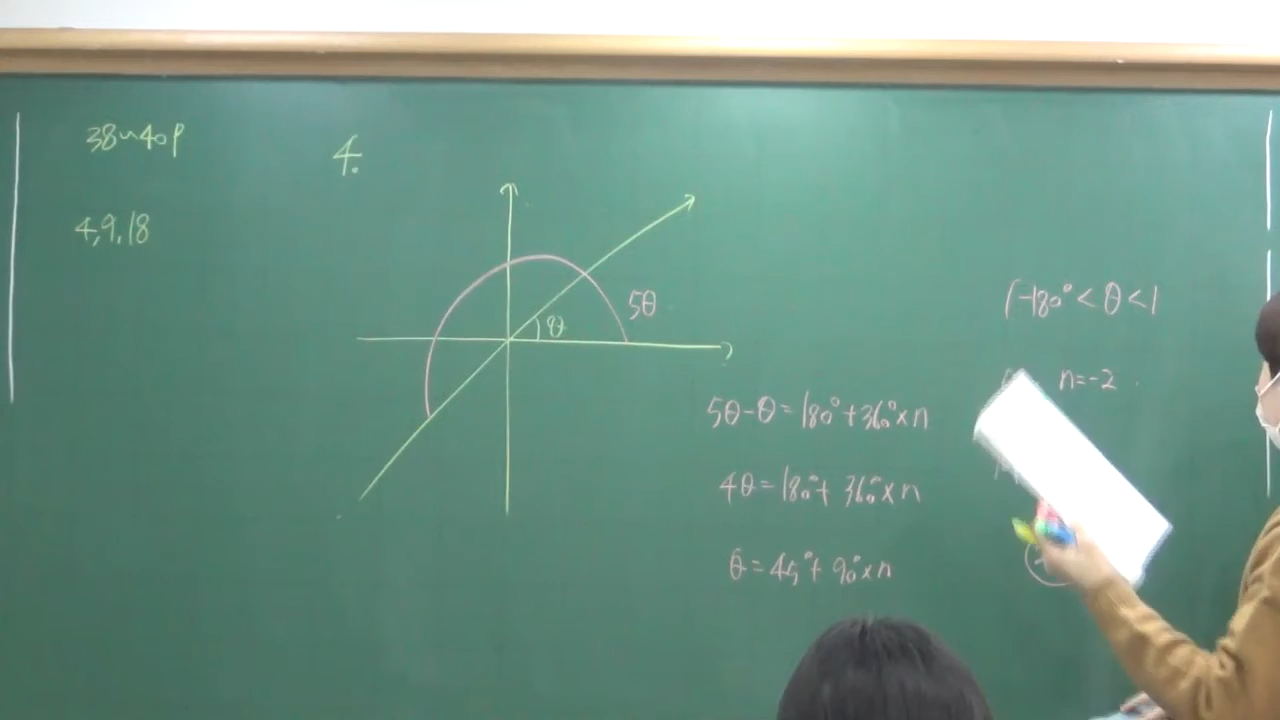 38~40p
4,9,18
4.
5θ
θ
5θ-θ=180°+360°×n
4θ=180°+360°×n
θ=45°+90°×n
(-180°<θ<1
n=-2